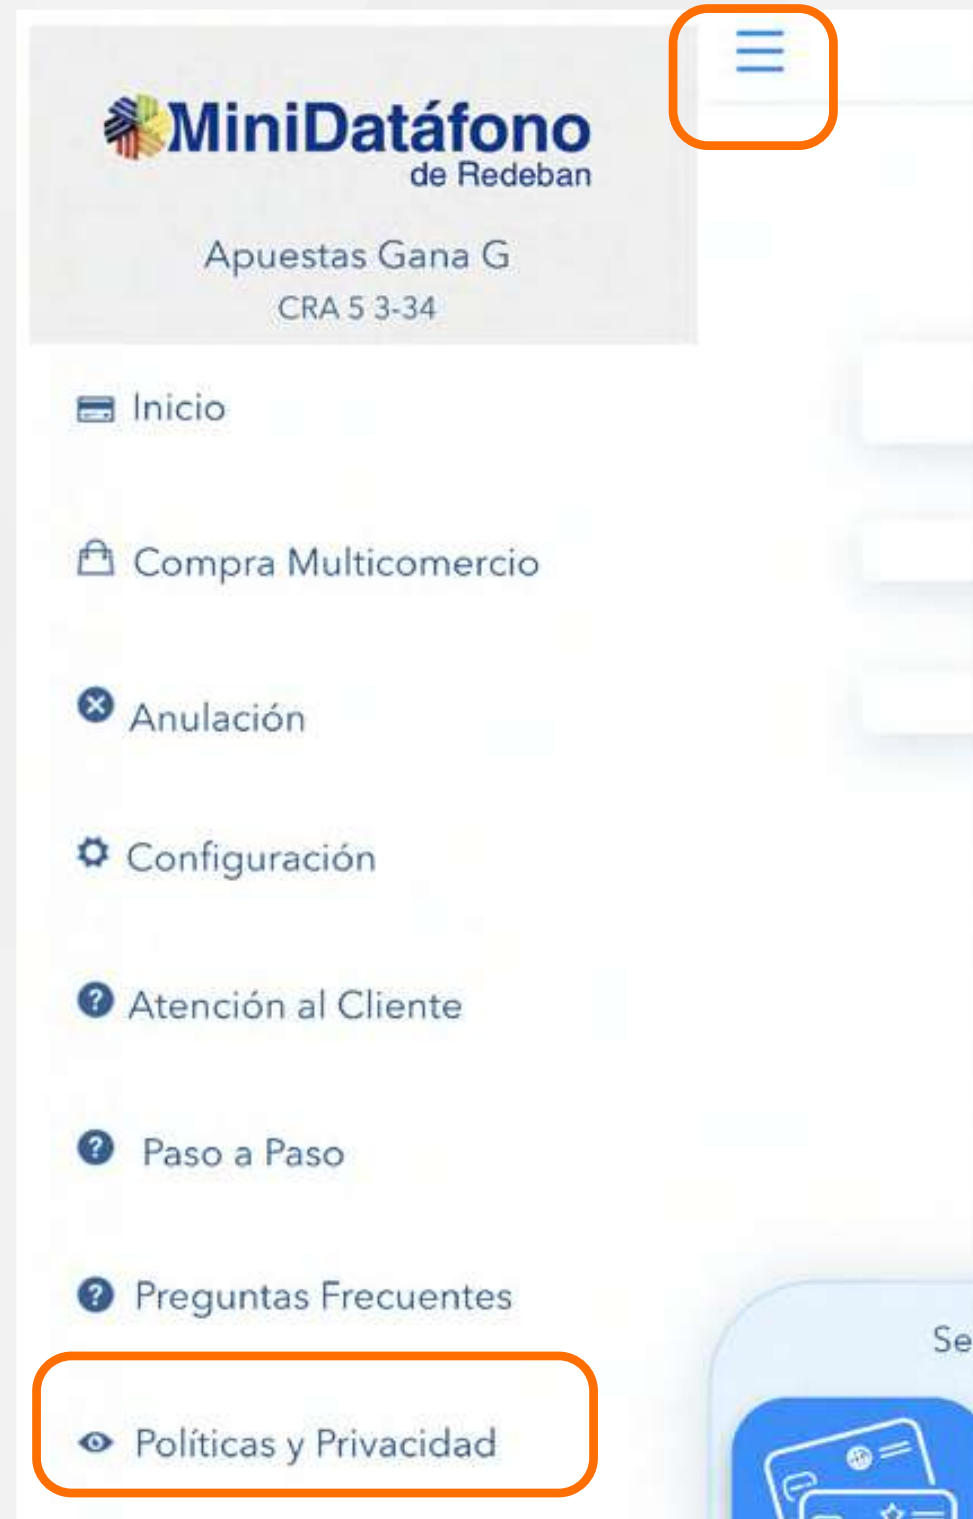 MiniDatáfono
de Redeban
Apuestas Gana G
CRA 5 3-34
Inicio
Compra Multicomercio
Anulación
Configuración
Atención al Cliente
Paso a Paso
Preguntas Frecuentes
Se
Políticas y Privacidad